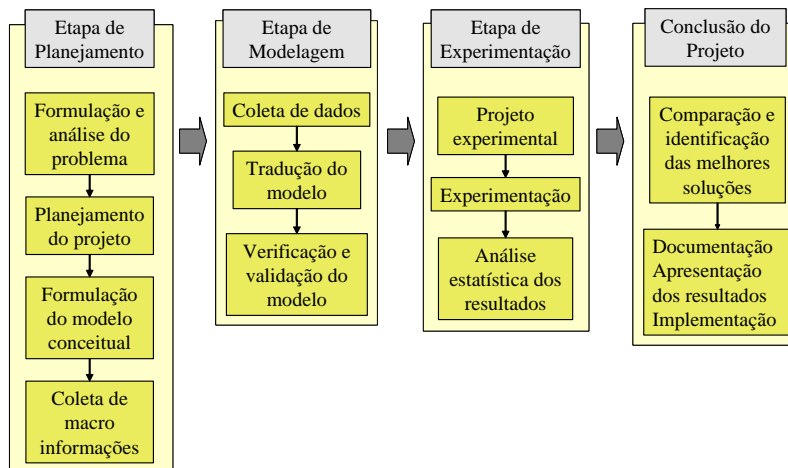 Etapa de
Planejamento
Formulação e
análise do
problema
Planejamento
do projeto
Formulação
do modelo
conceitual
Coleta de
macro
informações
Etapa de
Modelagem
Coleta de dados
Tradução do
modelo
Verificação e
validação do
modelo
Etapa de
Experimentação
Projeto
experimental
Experimentação
Análise
estatística dos
resultados
Conclusão do
Projeto
Comparação e
identificação
das melhores
soluções
Documentação
Apresentação
dos resultados
Implementação